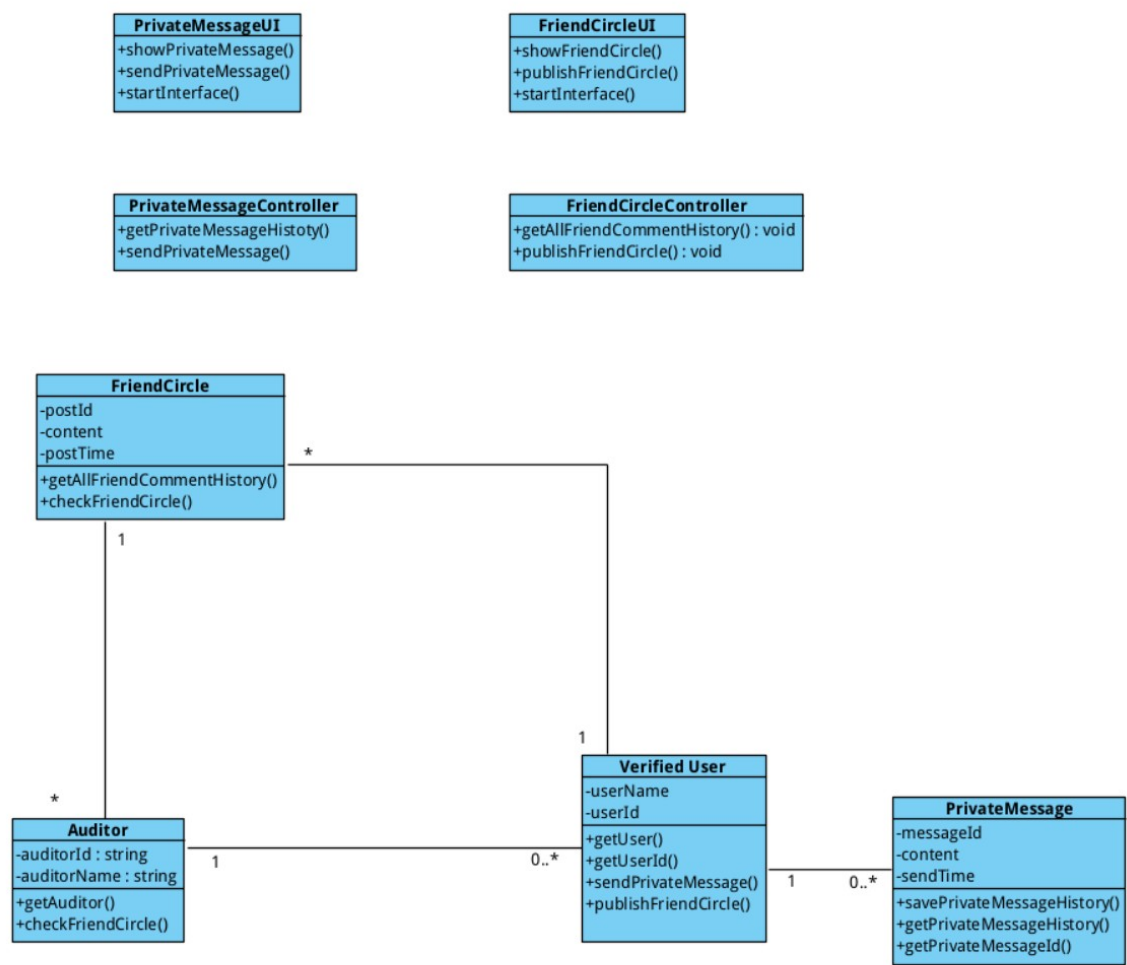 PrivateMessageUI
+showPrivateMessage()
+sendPrivateMessage()
+startInterface()
FriendCircleUI
+showFriendCircle()
+publishFriendCircle()
+startInterface()
PrivateMessageController
+getPrivateMessageHistoty()
+sendPrivateMessage()
FriendCircleController
+getAllFriendCommentHistory() : void
+publishFriendCircle() : void
FriendCircle
-postId
-content
-postTime
+getAllFriendCommentHistory()
+checkFriendCircle()
*
1
1
*
Auditor
-auditorId : string
-auditorName : string
+getAuditor()
+checkFriendCircle()
1
0..*
Verified User
-userName
-userId
+getUser()
+getUserId()
+sendPrivateMessage()
+publishFriendCircle()
1
0..*
PrivateMessage
-messageId
-content
-sendTime
+savePrivateMessageHistory()
+getPrivateMessageHistory()
+getPrivateMessageId()